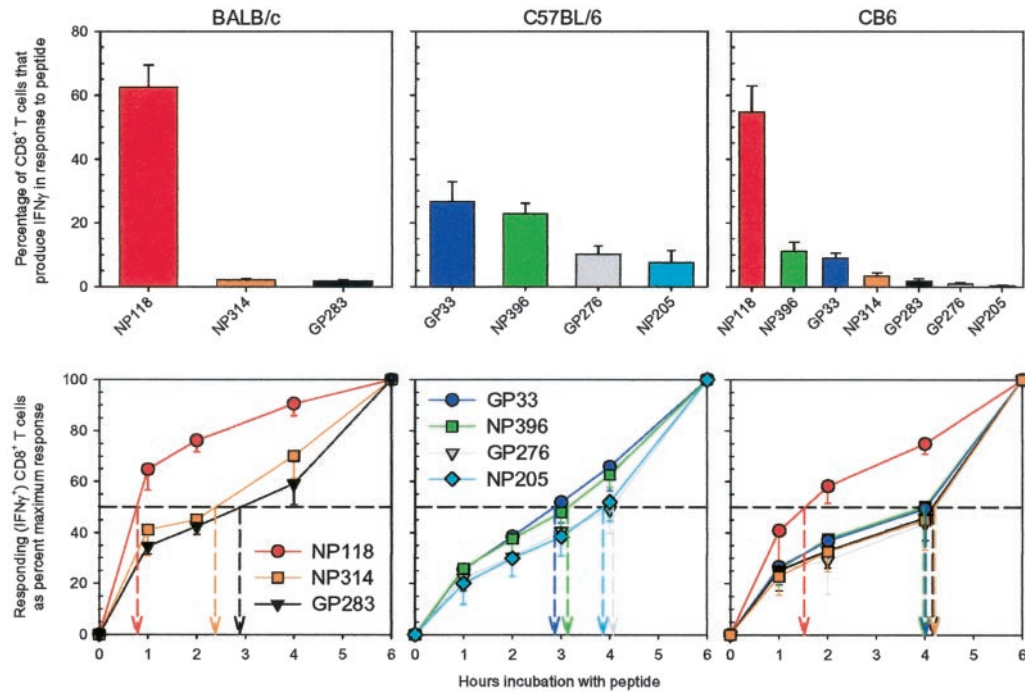 BALB/c
C57BL/6
CB6
Percentage of CD8+ T cells that
produce IFNγ in response to peptide
80
60
40
20
0
NP118
NP314
GP283
GP33
NP396
GP276
NP205
NP118
NP396
GP33
NP314
GP283
GP276
NP205
Responding (IFNγ+) CD8+ T cells
as percent maximum response
100
80
60
40
20
0
NP118
NP314
GP283
GP33
NP396
GP276
NP205
0 1 2 3 4 5 6
0 1 2 3 4 5 6
0 1 2 3 4 5 6
Hours incubation with peptide